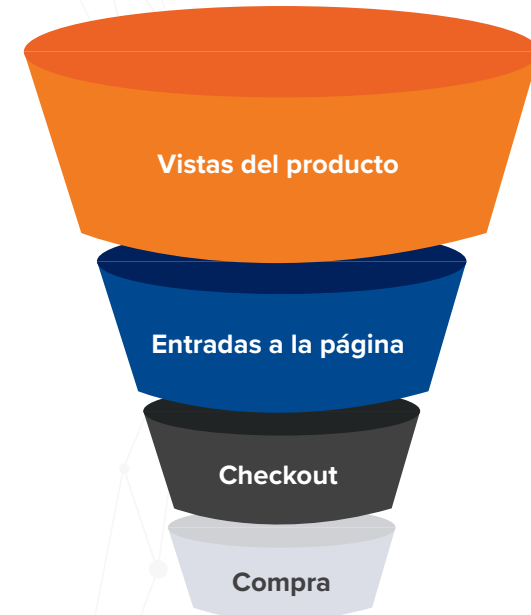 Vistas del producto
Entradas a la página
Checkout
Compra